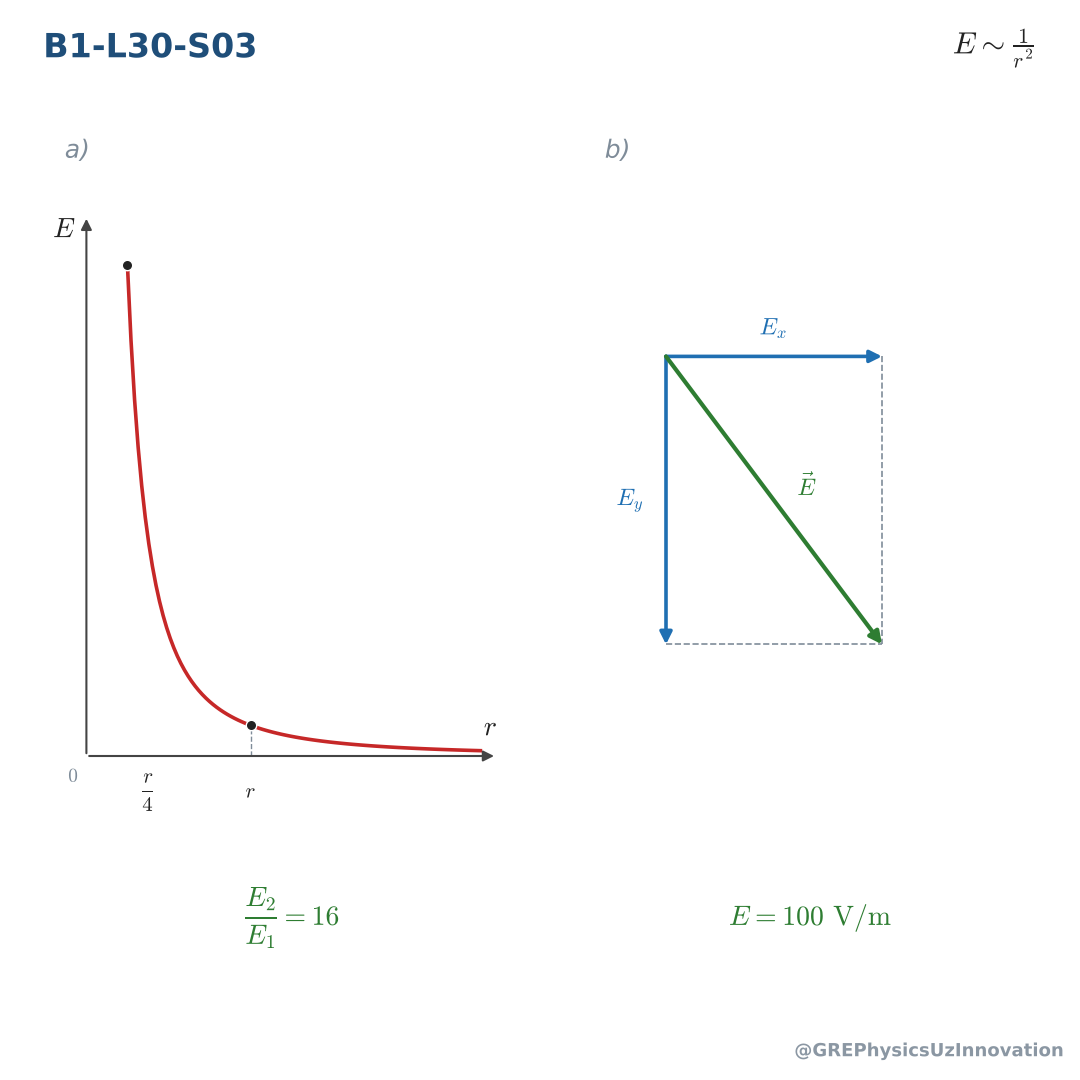 B1-L30-S03
E ∼ 1/r²
a)
b)
E
E_x
E_y
E⃗
r
0
r/4
r
E₂/E₁ = 16
E = 100 V/m
@GREPhysicsUzInnovation